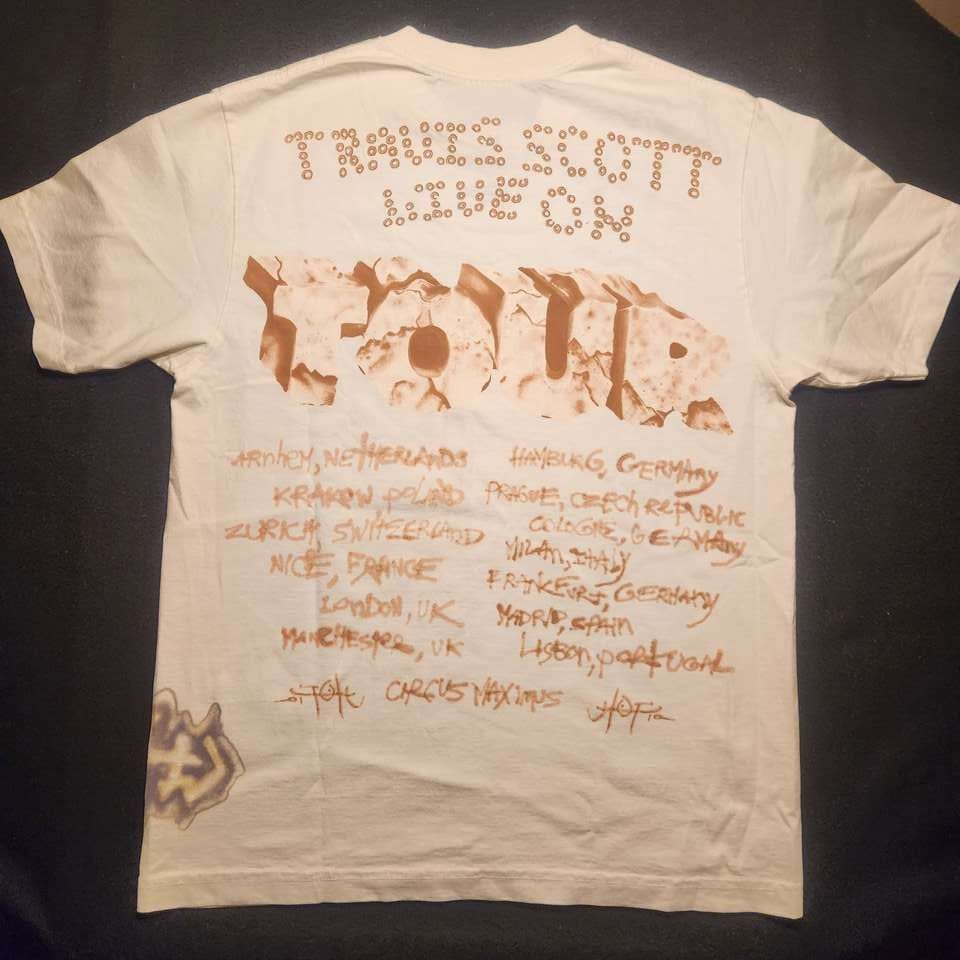 TRAVIS SCOTT
LIVE ON
TOUR
ARNHEM, NETHERLANDS
KRAKOW POLAND
ZURICH, SWITZERLAND
NICE, FRANCE
LONDON, UK
MANCHESTER, UK
HAMBURG, GERMANY
PRAGUE, CZECH REPUBLIC
COLOGNE, GERMANY
MILAN, ITALY
FRANKFURT, GERMANY
MADRID, SPAIN
LISBON, PORTUGAL
CIRCUS MAXIMUS